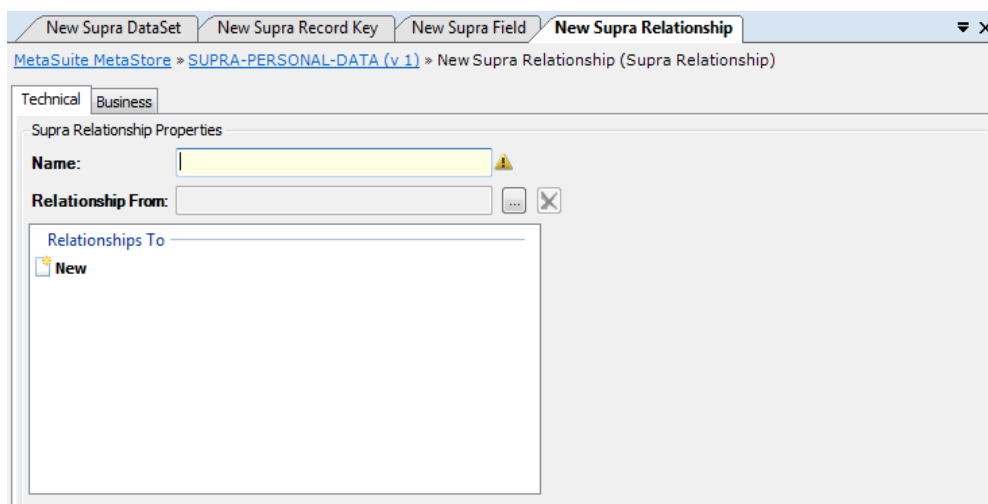 New Supra DataSet New Supra Record Key New Supra Field New Supra Relationship
MetaSuite MetaStore » SUPRA-PERSONAL-DATA (v 1) » New Supra Relationship (Supra Relationship)
Technical Business
Supra Relationship Properties
Name:
Relationship From: ...
Relationships To
New